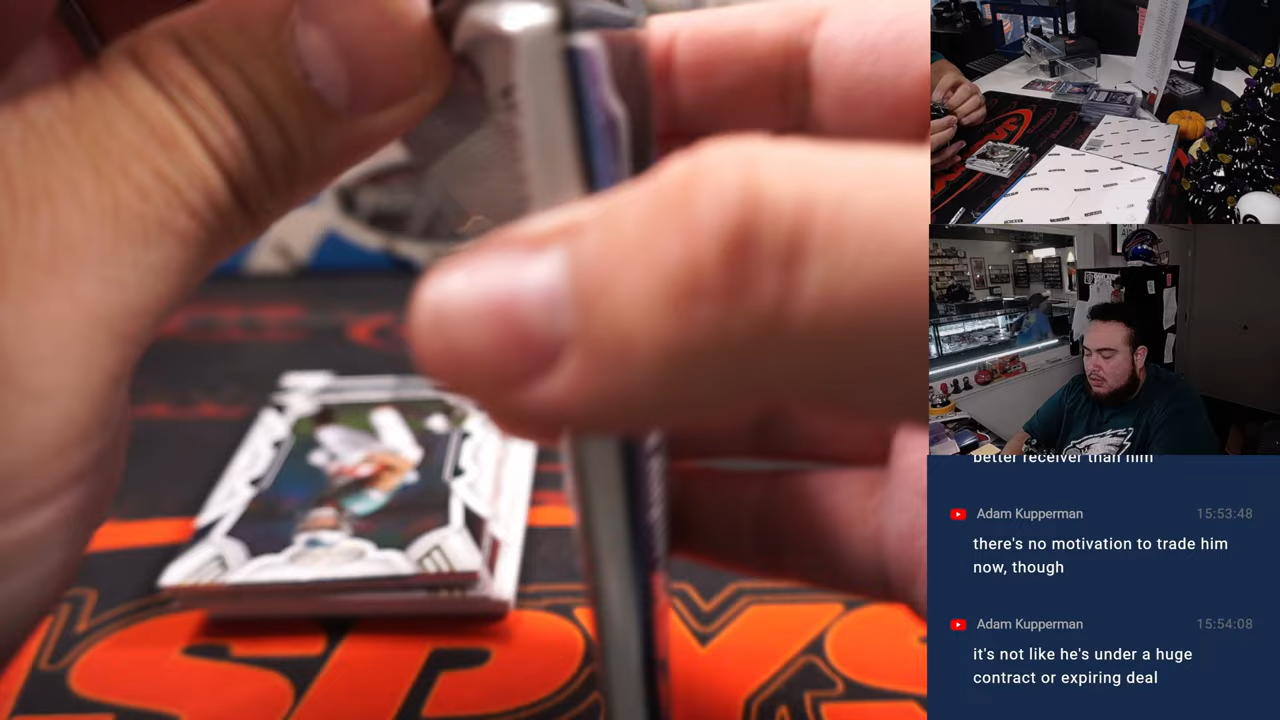 better receiver than him
Adam Kupperman 15:53:48
there's no motivation to trade him
now, though
Adam Kupperman 15:54:08
it's not like he's under a huge
contract or expiring deal